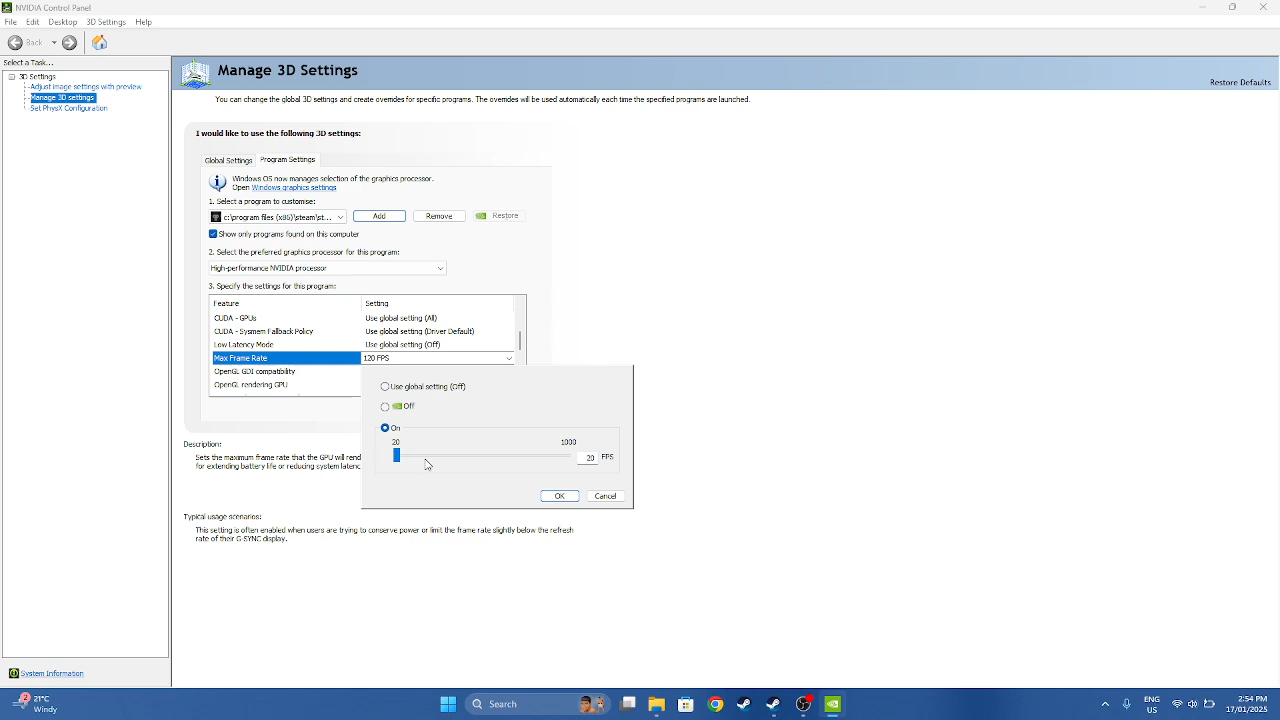 NVIDIA Control Panel
File Edit Desktop 3D Settings Help
Back
Select a Task...
3D Settings
Adjust image settings with preview
Manage 3D settings
Set PhysX Configuration
System Information
Manage 3D Settings
Restore Defaults
You can change the global 3D settings and create overrides for specific programs. The overrides will be used automatically each time the specified programs are launched.
I would like to use the following 3D settings:
Global Settings Program Settings
Windows OS now manages selection of the graphics processor.
Open Windows graphics settings
1. Select a program to customise:
c:\program files (x86)\steam\st... Add Remove Restore
Show only programs found on this computer
2. Select the preferred graphics processor for this program:
High-performance NVIDIA processor
3. Specify the settings for this program:
Feature Setting
CUDA - GPUs Use global setting (All)
CUDA - Sysmem Fallback Policy Use global setting (Driver Default)
Low Latency Mode Use global setting (Off)
Max Frame Rate 120 FPS
OpenGL GDI compatibility
OpenGL rendering GPU
Use global setting (Off)
Off
On
20 1000
20 FPS
OK Cancel
Description:
Sets the maximum frame rate that the GPU will rend
for extending battery life or reducing system latenc
Typical usage scenarios:
This setting is often enabled when users are trying to conserve power or limit the frame rate slightly below the refresh
rate of their G-SYNC display.
2
21°C
Windy
Search
ENG
US
2:54 PM
17/01/2025